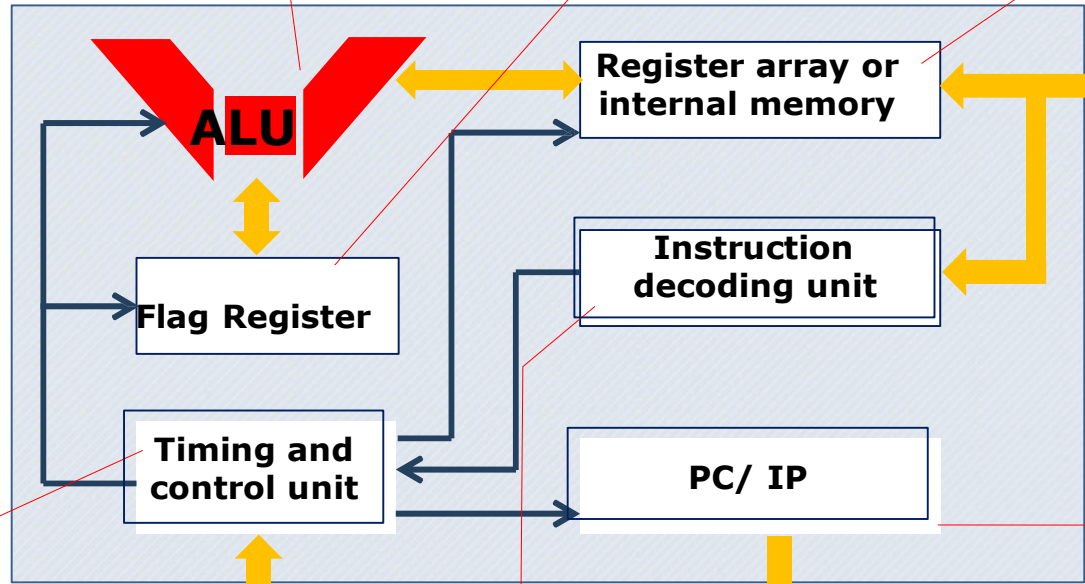 ALU
Register array or
internal memory
Instruction
decoding unit
Flag Register
Timing and
control unit
PC/ IP